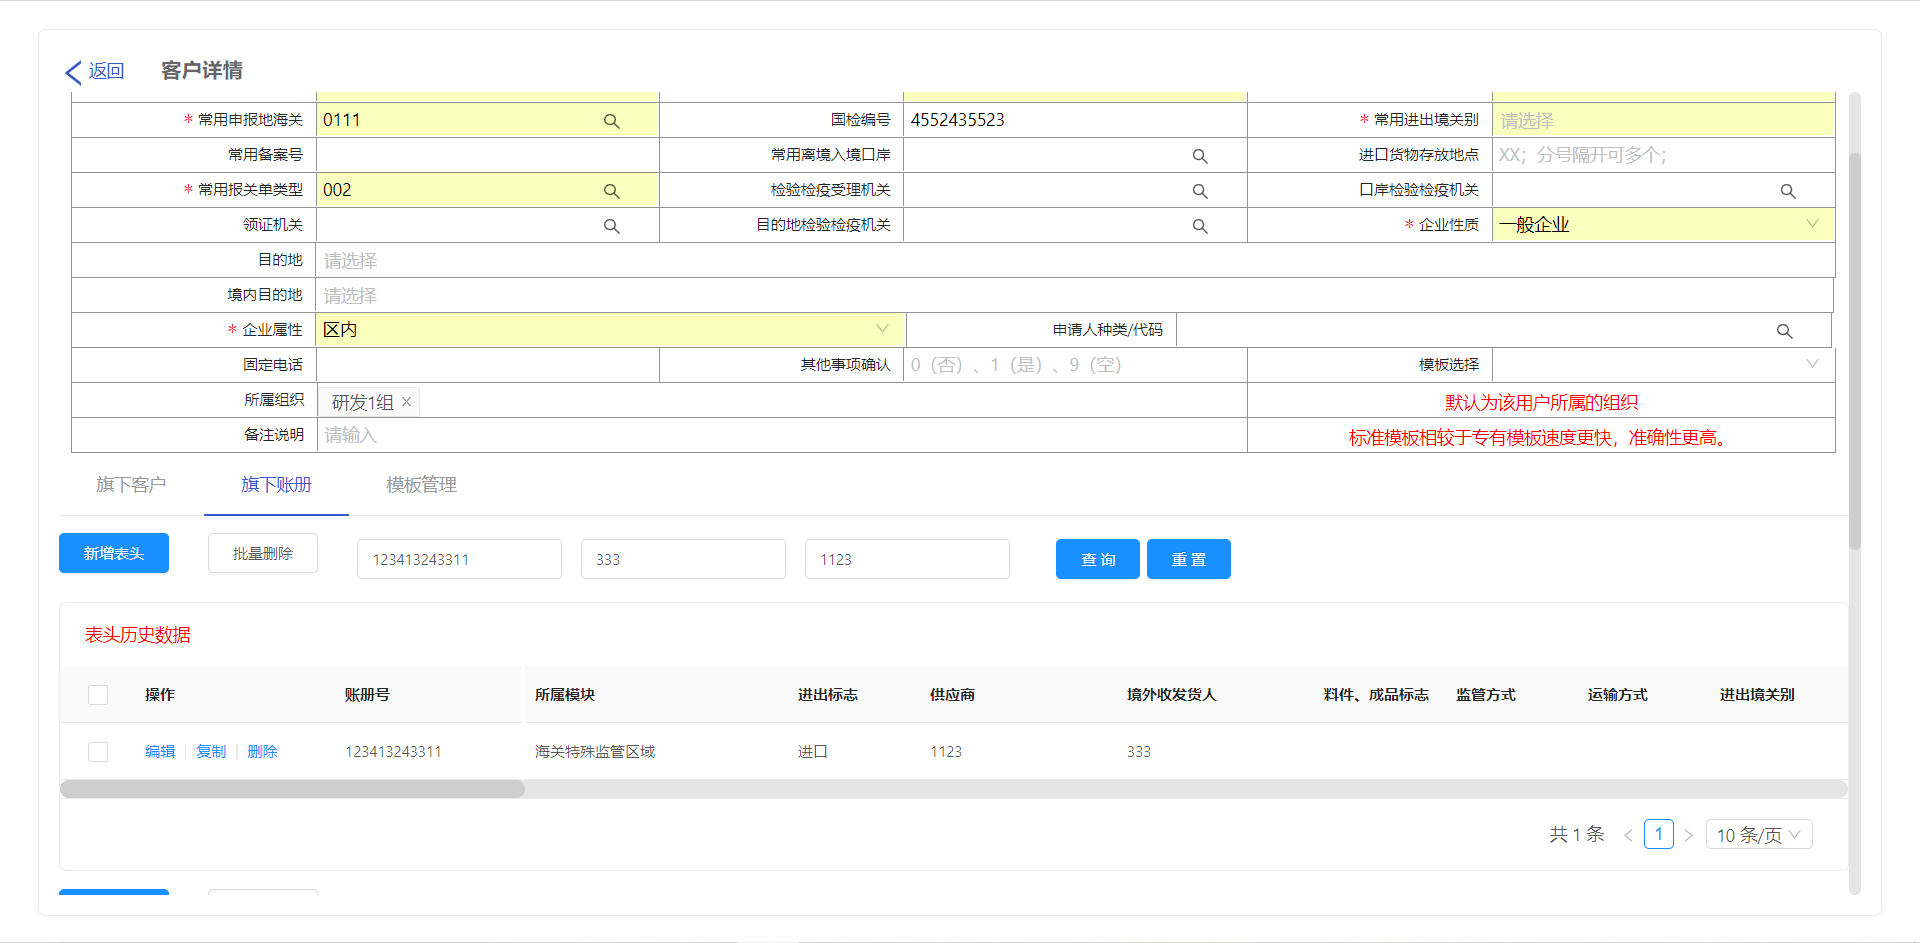 返回 客户详情
* 常用申报地海关 0111 国检编号 4552435523 * 常用进出境关别 请选择
常用备案号 常用离境入境口岸 进口货物存放地点 XX；分号隔开可多个；
* 常用报关单类型 002 检验检疫受理机关 口岸检验检疫机关
领证机关 目的地检验检疫机关 * 企业性质 一般企业
目的地 请选择
境内目的地 请选择
* 企业属性 区内 申请人种类/代码
固定电话 其他事项确认 0（否）、1（是）、9（空） 模板选择
所属组织 研发1组 × 默认为该用户所属的组织
备注说明 请输入 标准模板相较于专有模板速度更快，准确性更高。
旗下客户 旗下账册 模板管理
新增表头 批量删除 123413243311 333 1123 查询 重置
表头历史数据
操作 账册号 所属模块 进出标志 供应商 境外收发货人 料件、成品标志 监管方式 运输方式 进出境关别
编辑 复制 删除 123413243311 海关特殊监管区域 进口 1123 333
共 1 条 < 1 > 10 条/页